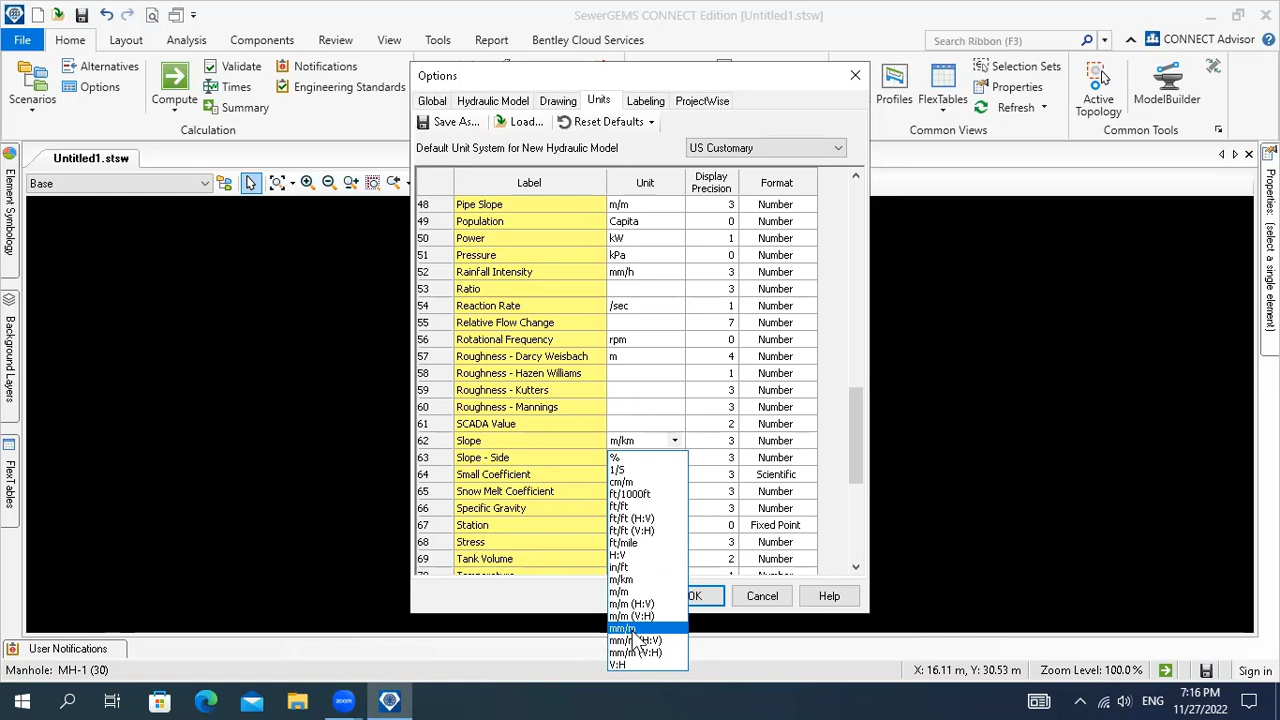 SewerGEMS CONNECT Edition [Untitled1.stsw]
File Home Layout Analysis Components Review View Tools Report Bentley Cloud Services Search Ribbon (F3) CONNECT Advisor
Scenarios
Alternatives
Options
Compute
Validate
Times
Summary
Notifications
Engineering Standards
Calculation
Profiles
FlexTables
Selection Sets
Properties
Refresh
Common Views
Active Topology
ModelBuilder
Common Tools
Untitled1.stsw
Base
Element Symbology
Background Layers
FlexTables
Properties: (select a single element)
Options
Global Hydraulic Model Drawing Units Labeling ProjectWise
Save As... Load... Reset Defaults
Default Unit System for New Hydraulic Model US Customary
Label Unit Display Precision Format
48 Pipe Slope m/m 3 Number
49 Population Capita 0 Number
50 Power kW 1 Number
51 Pressure kPa 0 Number
52 Rainfall Intensity mm/h 3 Number
53 Ratio 3 Number
54 Reaction Rate /sec 1 Number
55 Relative Flow Change 7 Number
56 Rotational Frequency rpm 0 Number
57 Roughness - Darcy Weisbach m 4 Number
58 Roughness - Hazen Williams 1 Number
59 Roughness - Kutters 3 Number
60 Roughness - Mannings 3 Number
61 SCADA Value 2 Number
62 Slope m/km 3 Number
63 Slope - Side 3 Number
64 Small Coefficient 3 Scientific
65 Snow Melt Coefficient 3 Number
66 Specific Gravity 3 Number
67 Station 0 Fixed Point
68 Stress 3 Number
69 Tank Volume 2 Number
%
1/S
cm/m
ft/1000ft
ft/ft
ft/ft (H:V)
ft/ft (V:H)
ft/mile
H:V
in/ft
m/km
m/m
m/m (H:V)
m/m (V:H)
mm/m
mm/m (H:V)
mm/m (V:H)
V:H
OK Cancel Help
User Notifications
Manhole: MH-1 (30) X: 16.11 m, Y: 30.53 m Zoom Level: 100.0 % Sign in
zoom
ENG
7:16 PM
11/27/2022